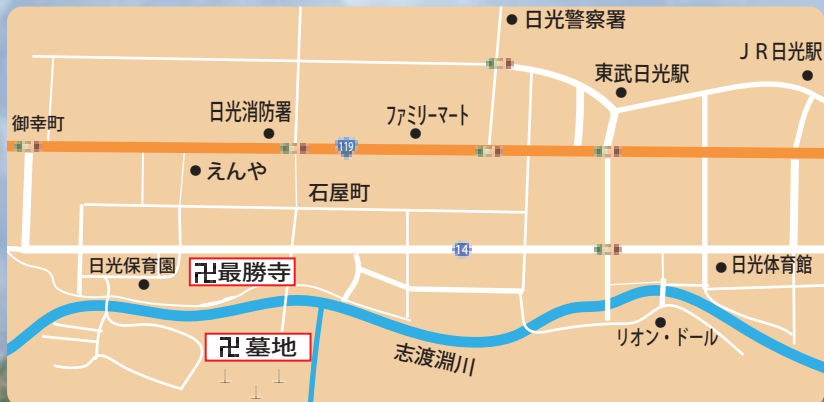 日光警察署
JR日光駅
東武日光駅
日光消防署
ファミリーマート
御幸町
119
えんや
石屋町
14
日光保育園
卍最勝寺
日光体育館
リオン・ドール
卍墓地
志渡淵川